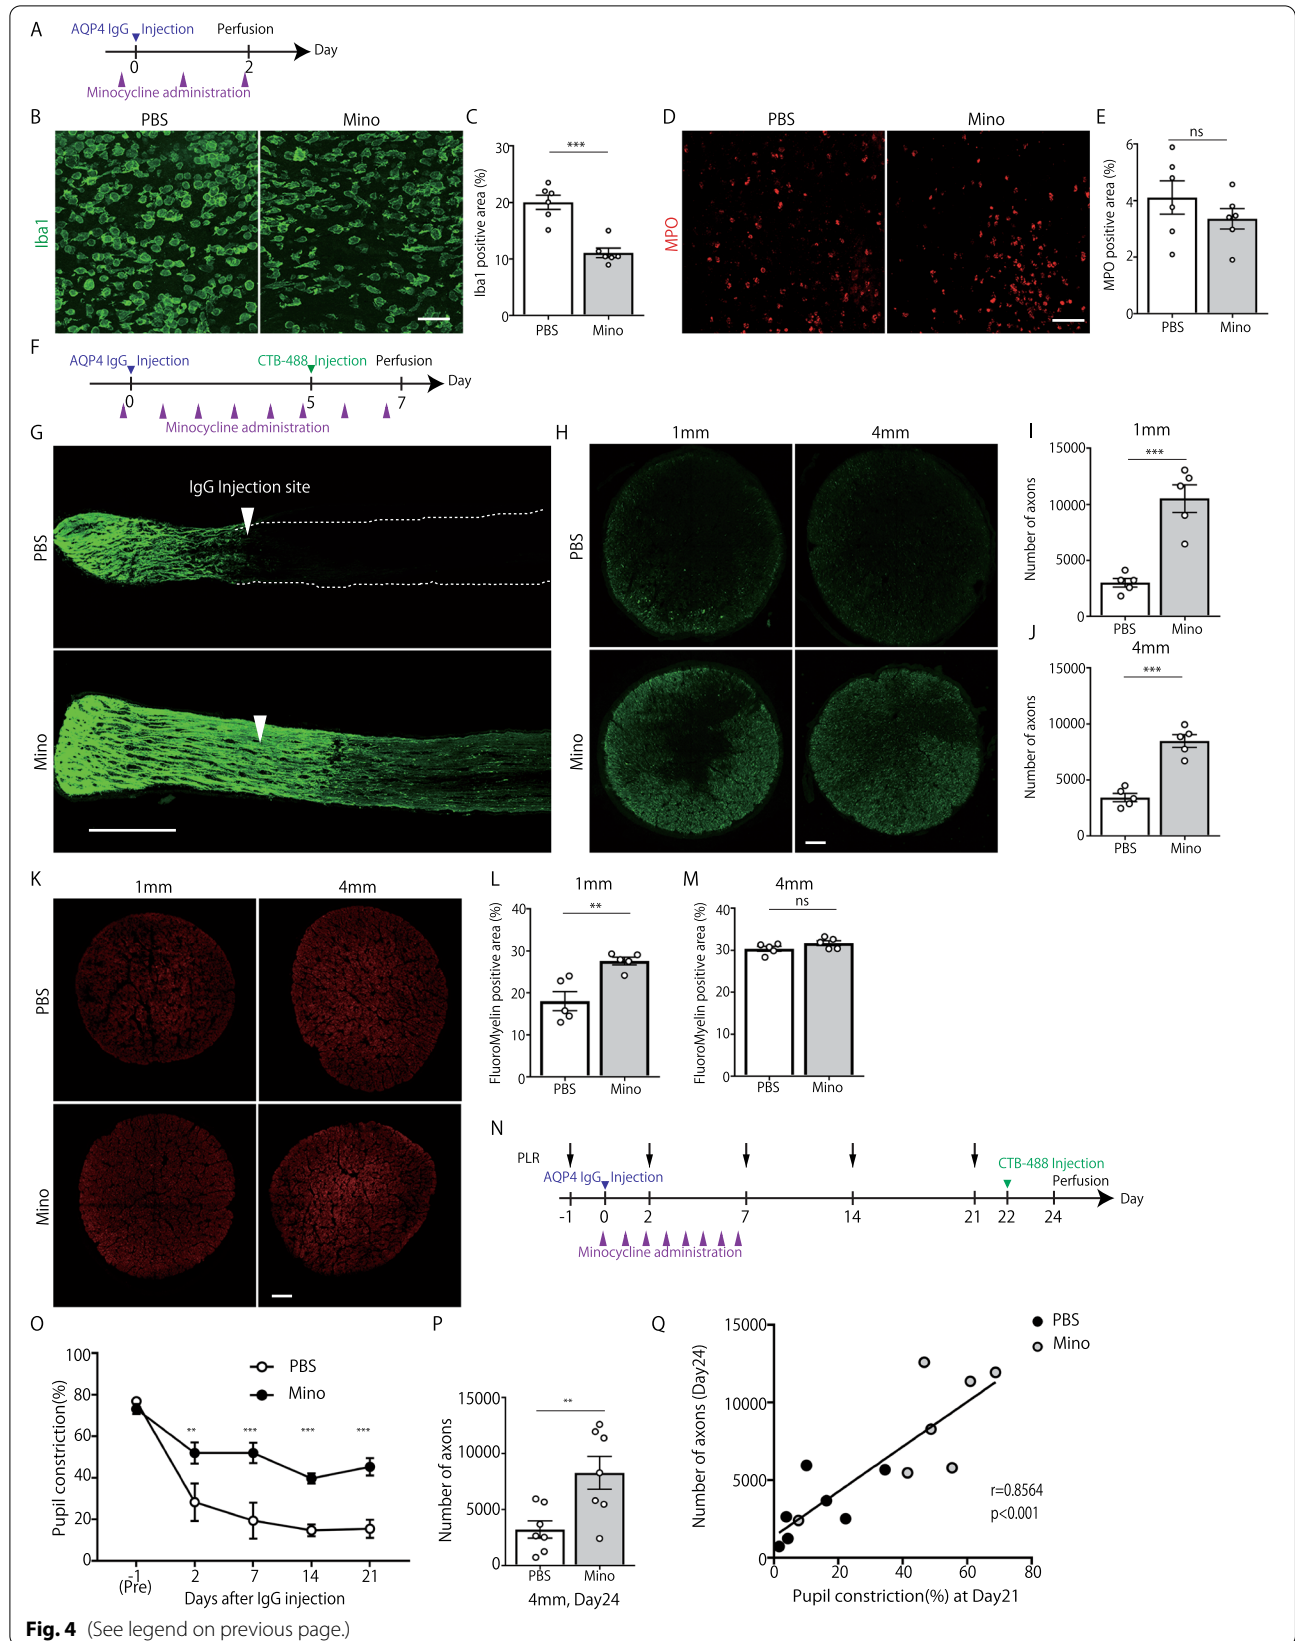 A
AQP4 IgG Injection Perfusion
Day
0 2
Minocycline administration
B PBS Mino
Iba1
C
***
Iba1 positive area (%)
30
20
10
0
PBS Mino
D PBS Mino
MPO
E
ns
MPO positive area (%)
6
4
2
0
PBS Mino
F
AQP4 IgG Injection CTB-488 Injection Perfusion
Day
0 5 7
Minocycline administration
G
IgG Injection site
PBS
Mino
H 1mm 4mm
PBS
Mino
I 1mm
***
Number of axons
15000
10000
5000
0
PBS Mino
J 4mm
***
Number of axons
15000
10000
5000
0
PBS Mino
K 1mm 4mm
PBS
Mino
L 1mm
**
FluoroMyelin positive area (%)
40
30
20
10
0
PBS Mino
M 4mm
ns
FluoroMyelin positive area (%)
40
30
20
10
0
PBS Mino
N
PLR
AQP4 IgG Injection CTB-488 Injection
Perfusion
Day
-1 0 2 7 14 21 22 24
Minocycline administration
O
PBS
Mino
Pupil constriction(%)
100
80
60
40
20
0
** *** *** ***
-1 2 7 14 21
(Pre)
Days after IgG injection
P
**
Number of axons
15000
10000
5000
0
PBS Mino
4mm, Day24
Q
PBS
Mino
Number of axons (Day24)
15000
10000
5000
0
r=0.8564
p<0.001
0 20 40 60 80
Pupil constriction(%) at Day21
Fig. 4 (See legend on previous page.)